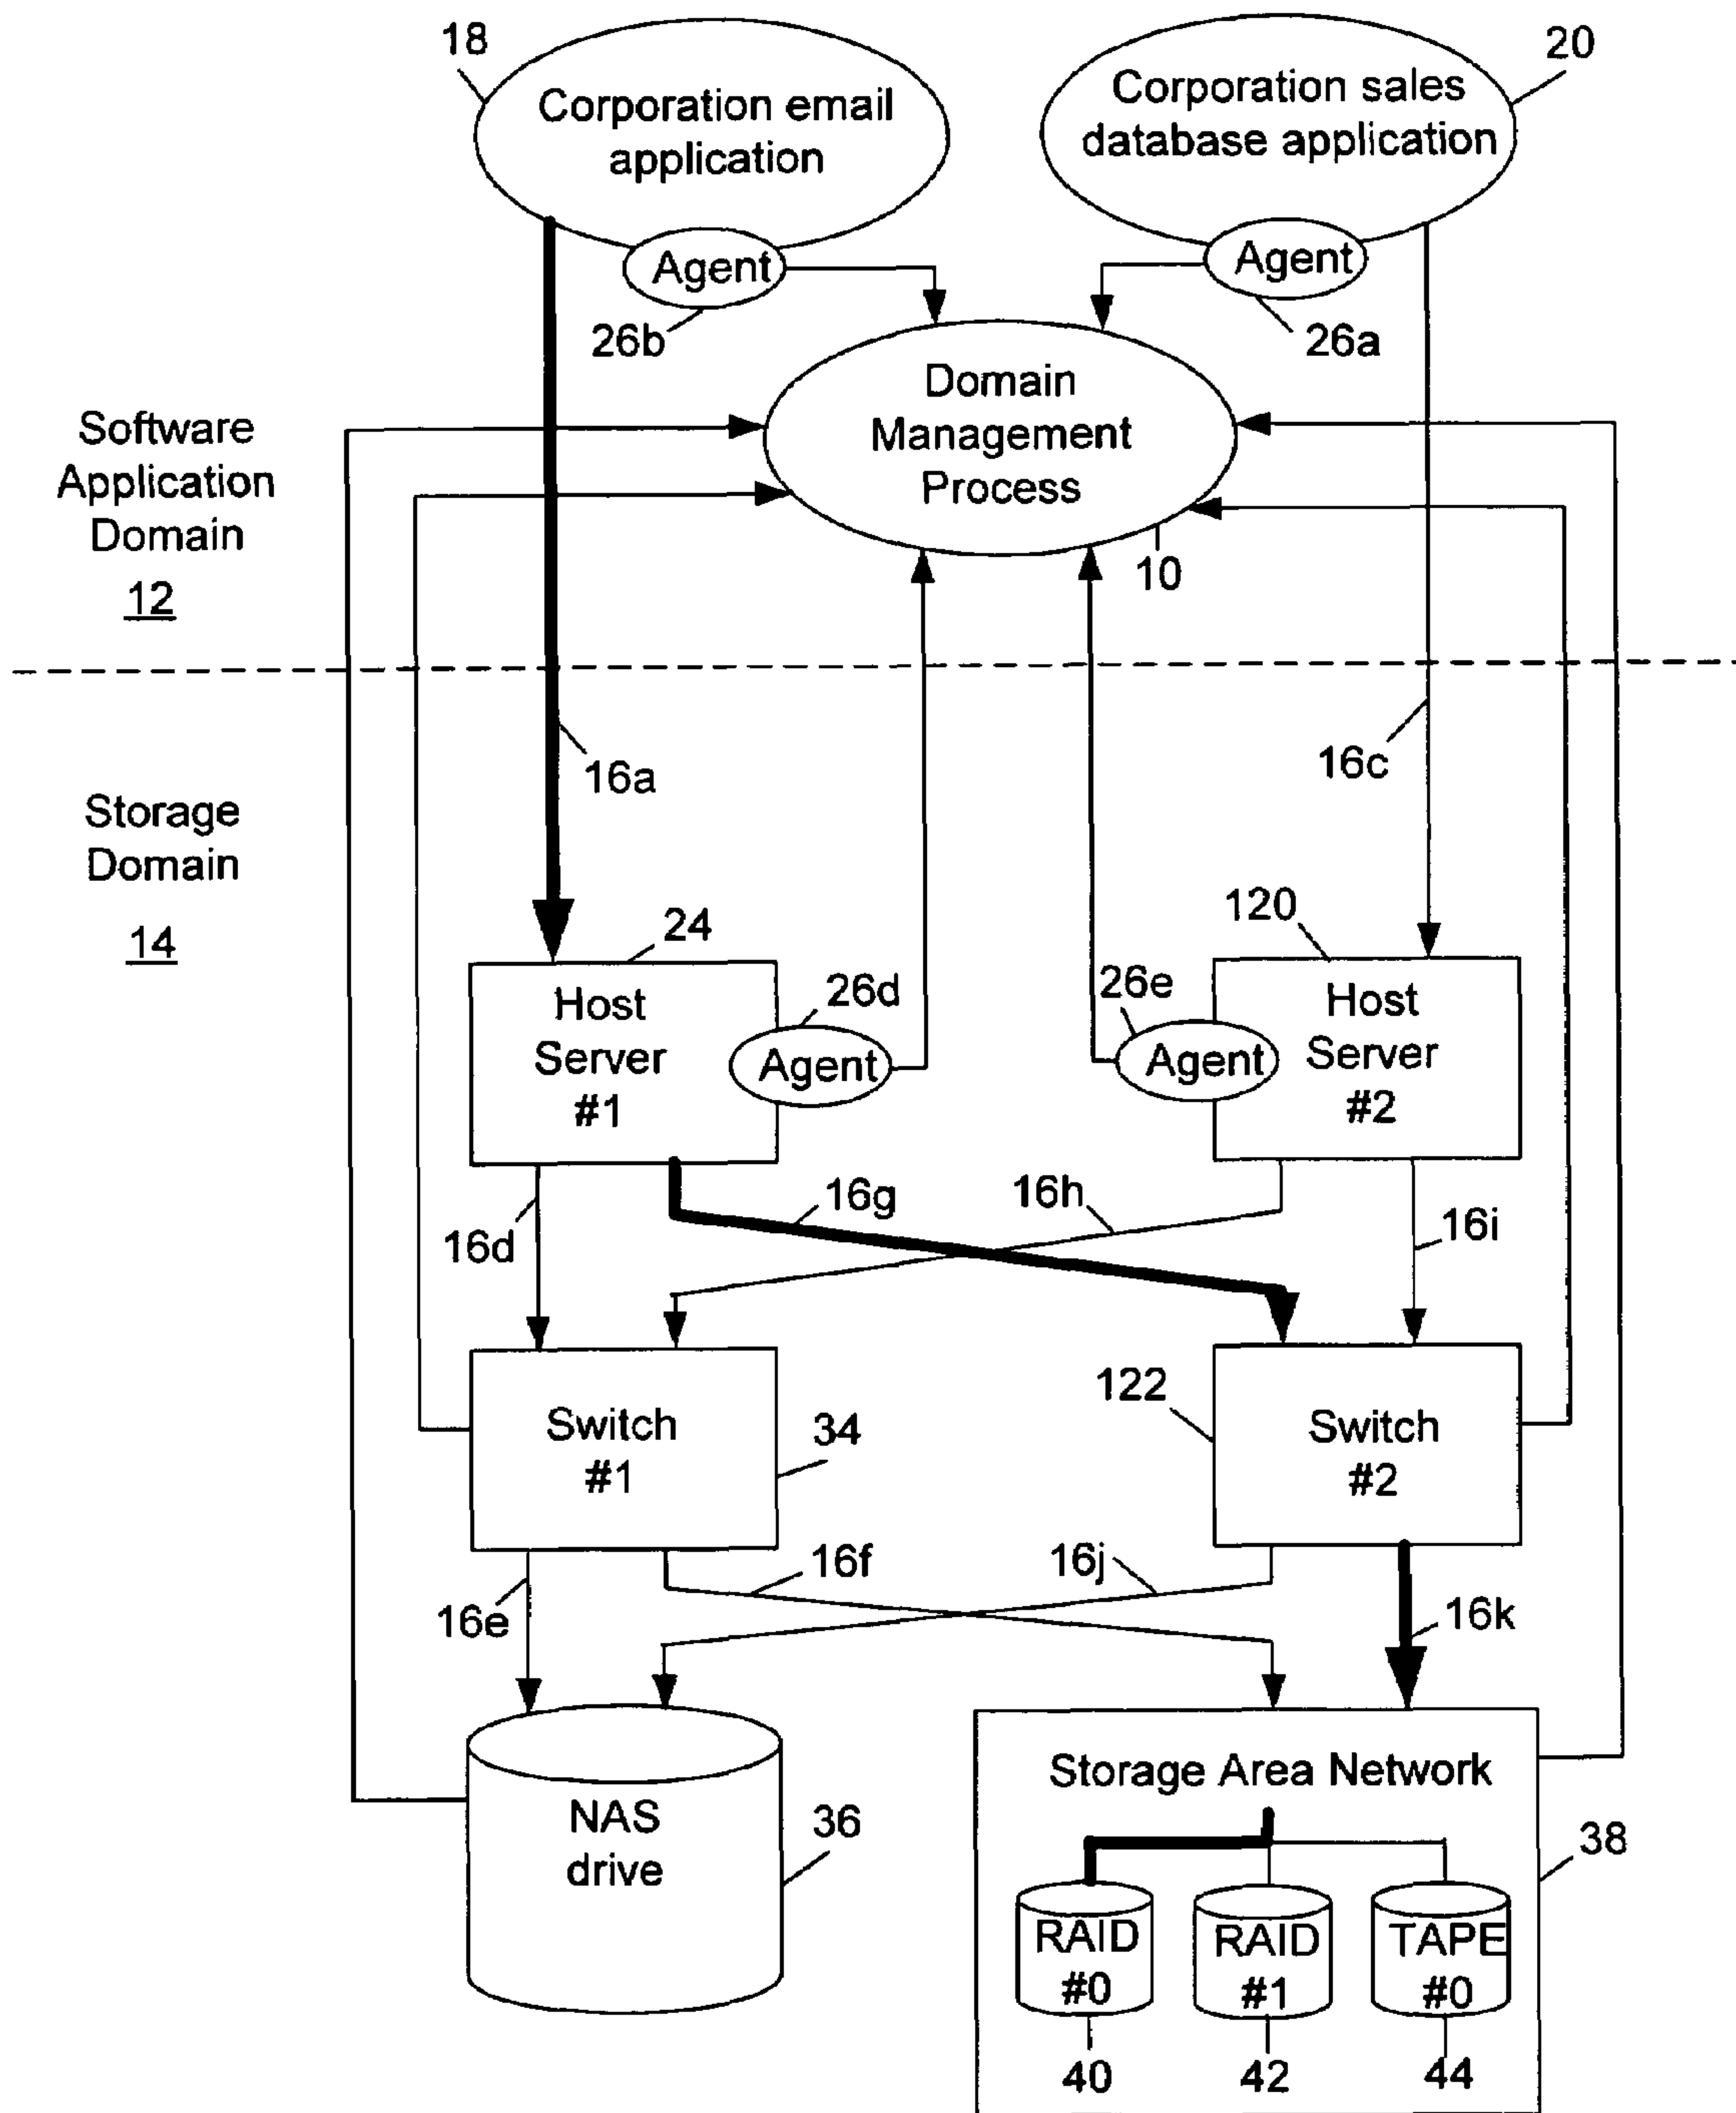 18
20
Corporation email
application
Corporation sales
database application
Agent
Agent
26b
26a
Domain
Management
Process
10
Software
Application
Domain
12
16a
16c
Storage
Domain
14
24
120
Host
Server
#1
26d
Agent
26e
Agent
Host
Server
#2
16d
16g
16h
16i
Switch
#1
34
122
Switch
#2
16e
16f
16j
16k
NAS
drive
36
Storage Area Network
38
RAID
#0
RAID
#1
TAPE
#0
40
42
44